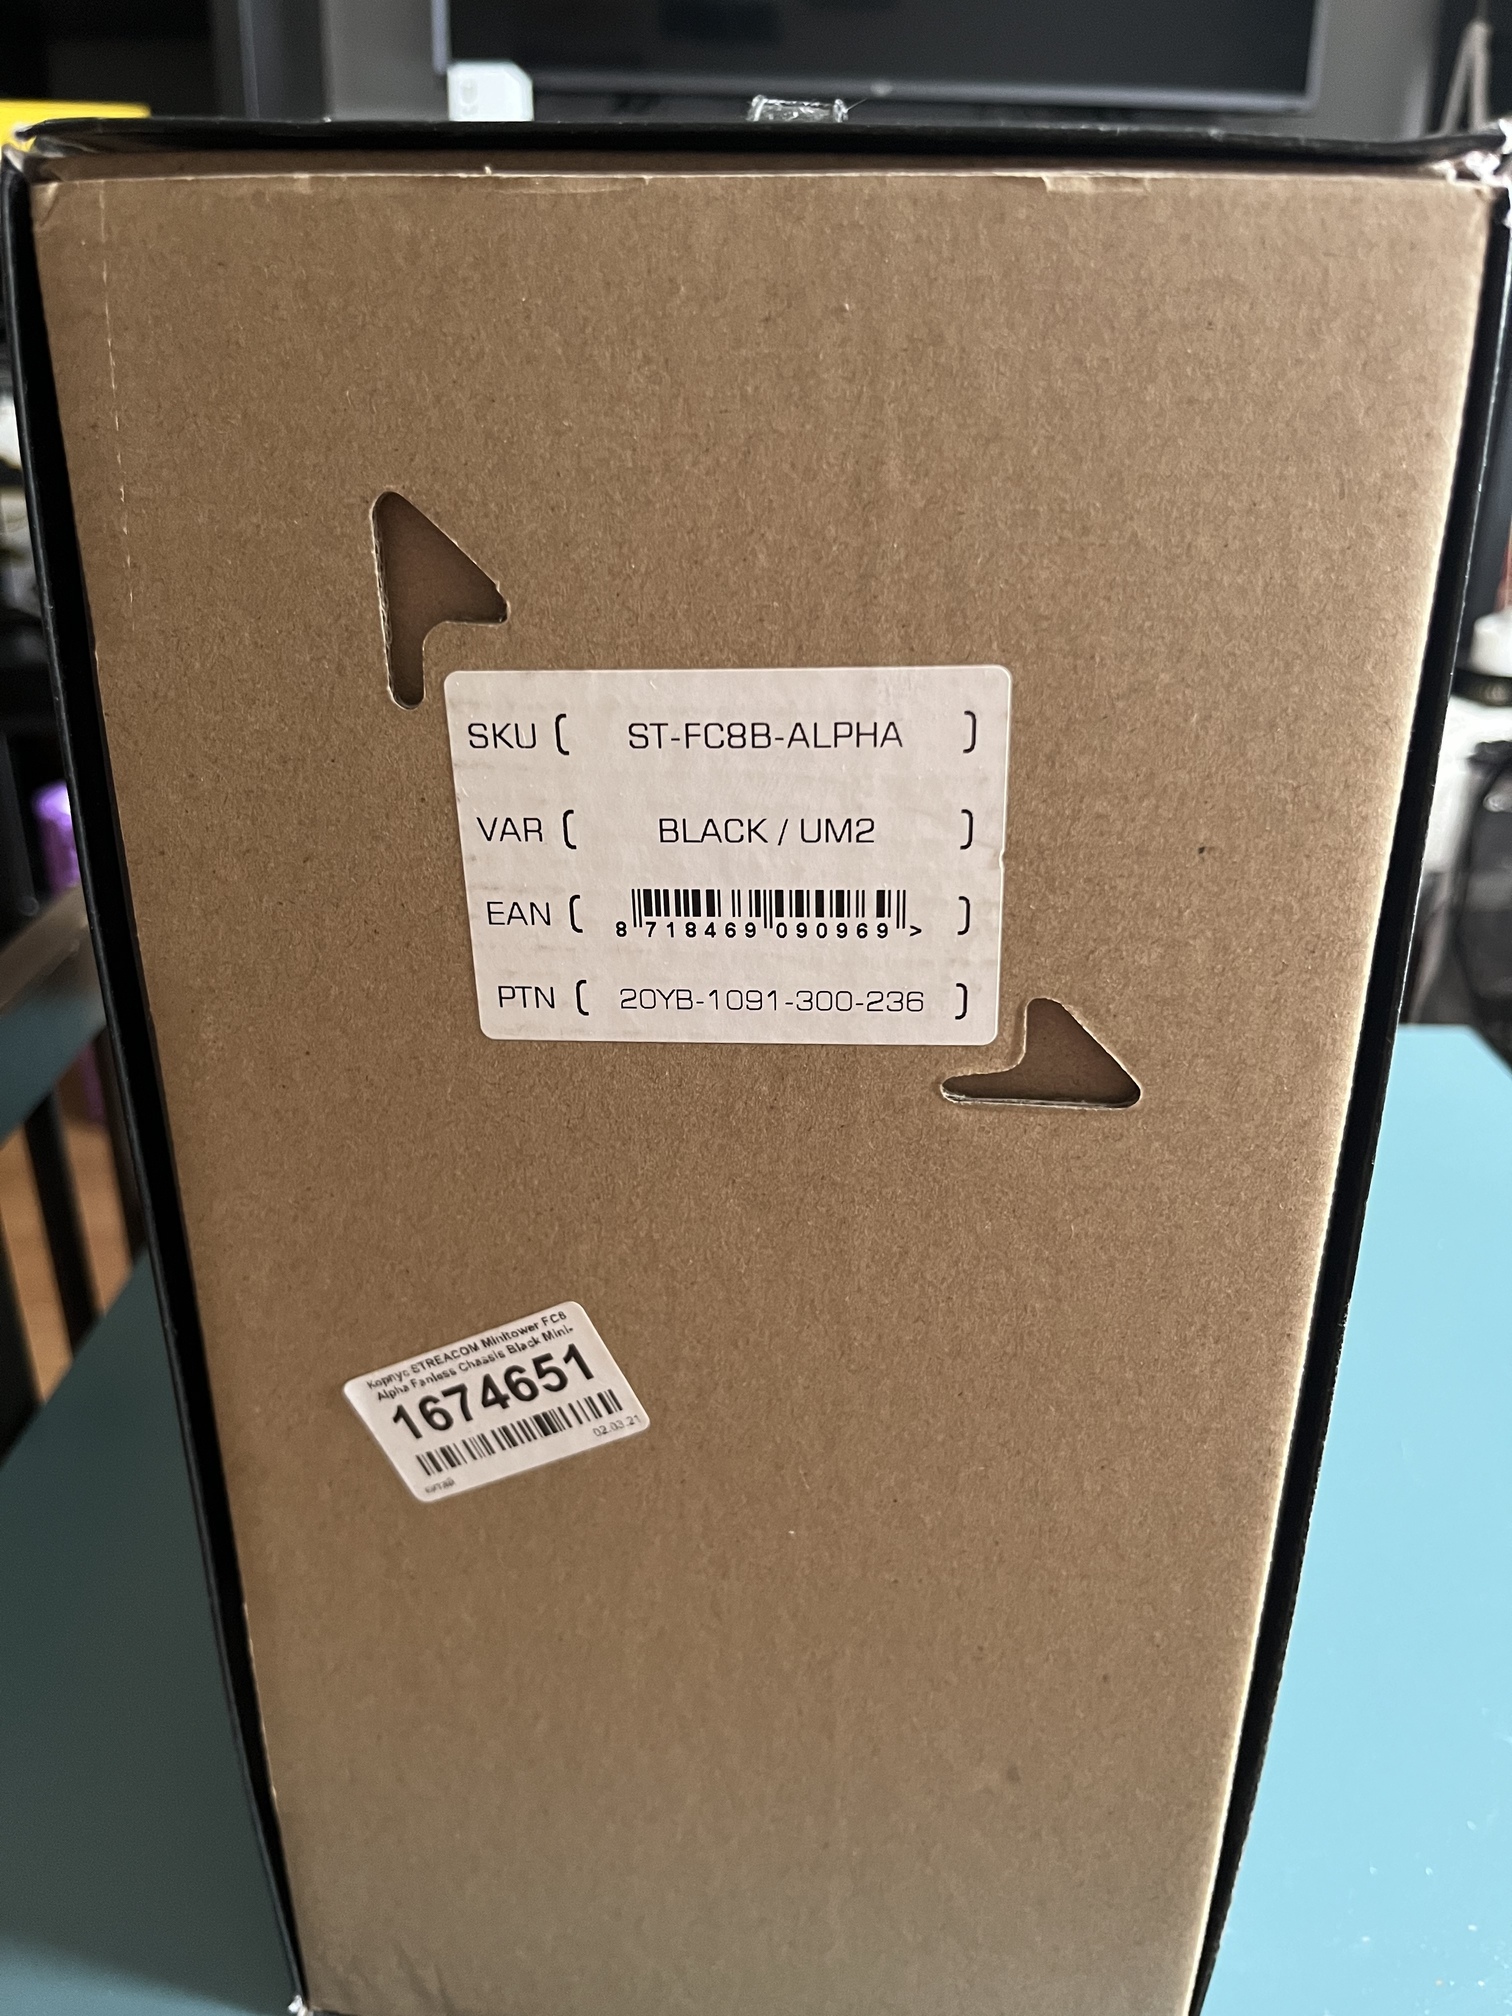 SKU [ ST-FC8B-ALPHA ]
VAR [ BLACK / UM2 ]
EAN [ 8 718469 090969 > ]
PTN [ 20YB-1091-300-236 ]
Корпус STREACOM Minitower FC8
Alpha Fanless Chassis Black Mini-
1674651
02.03.21
китай